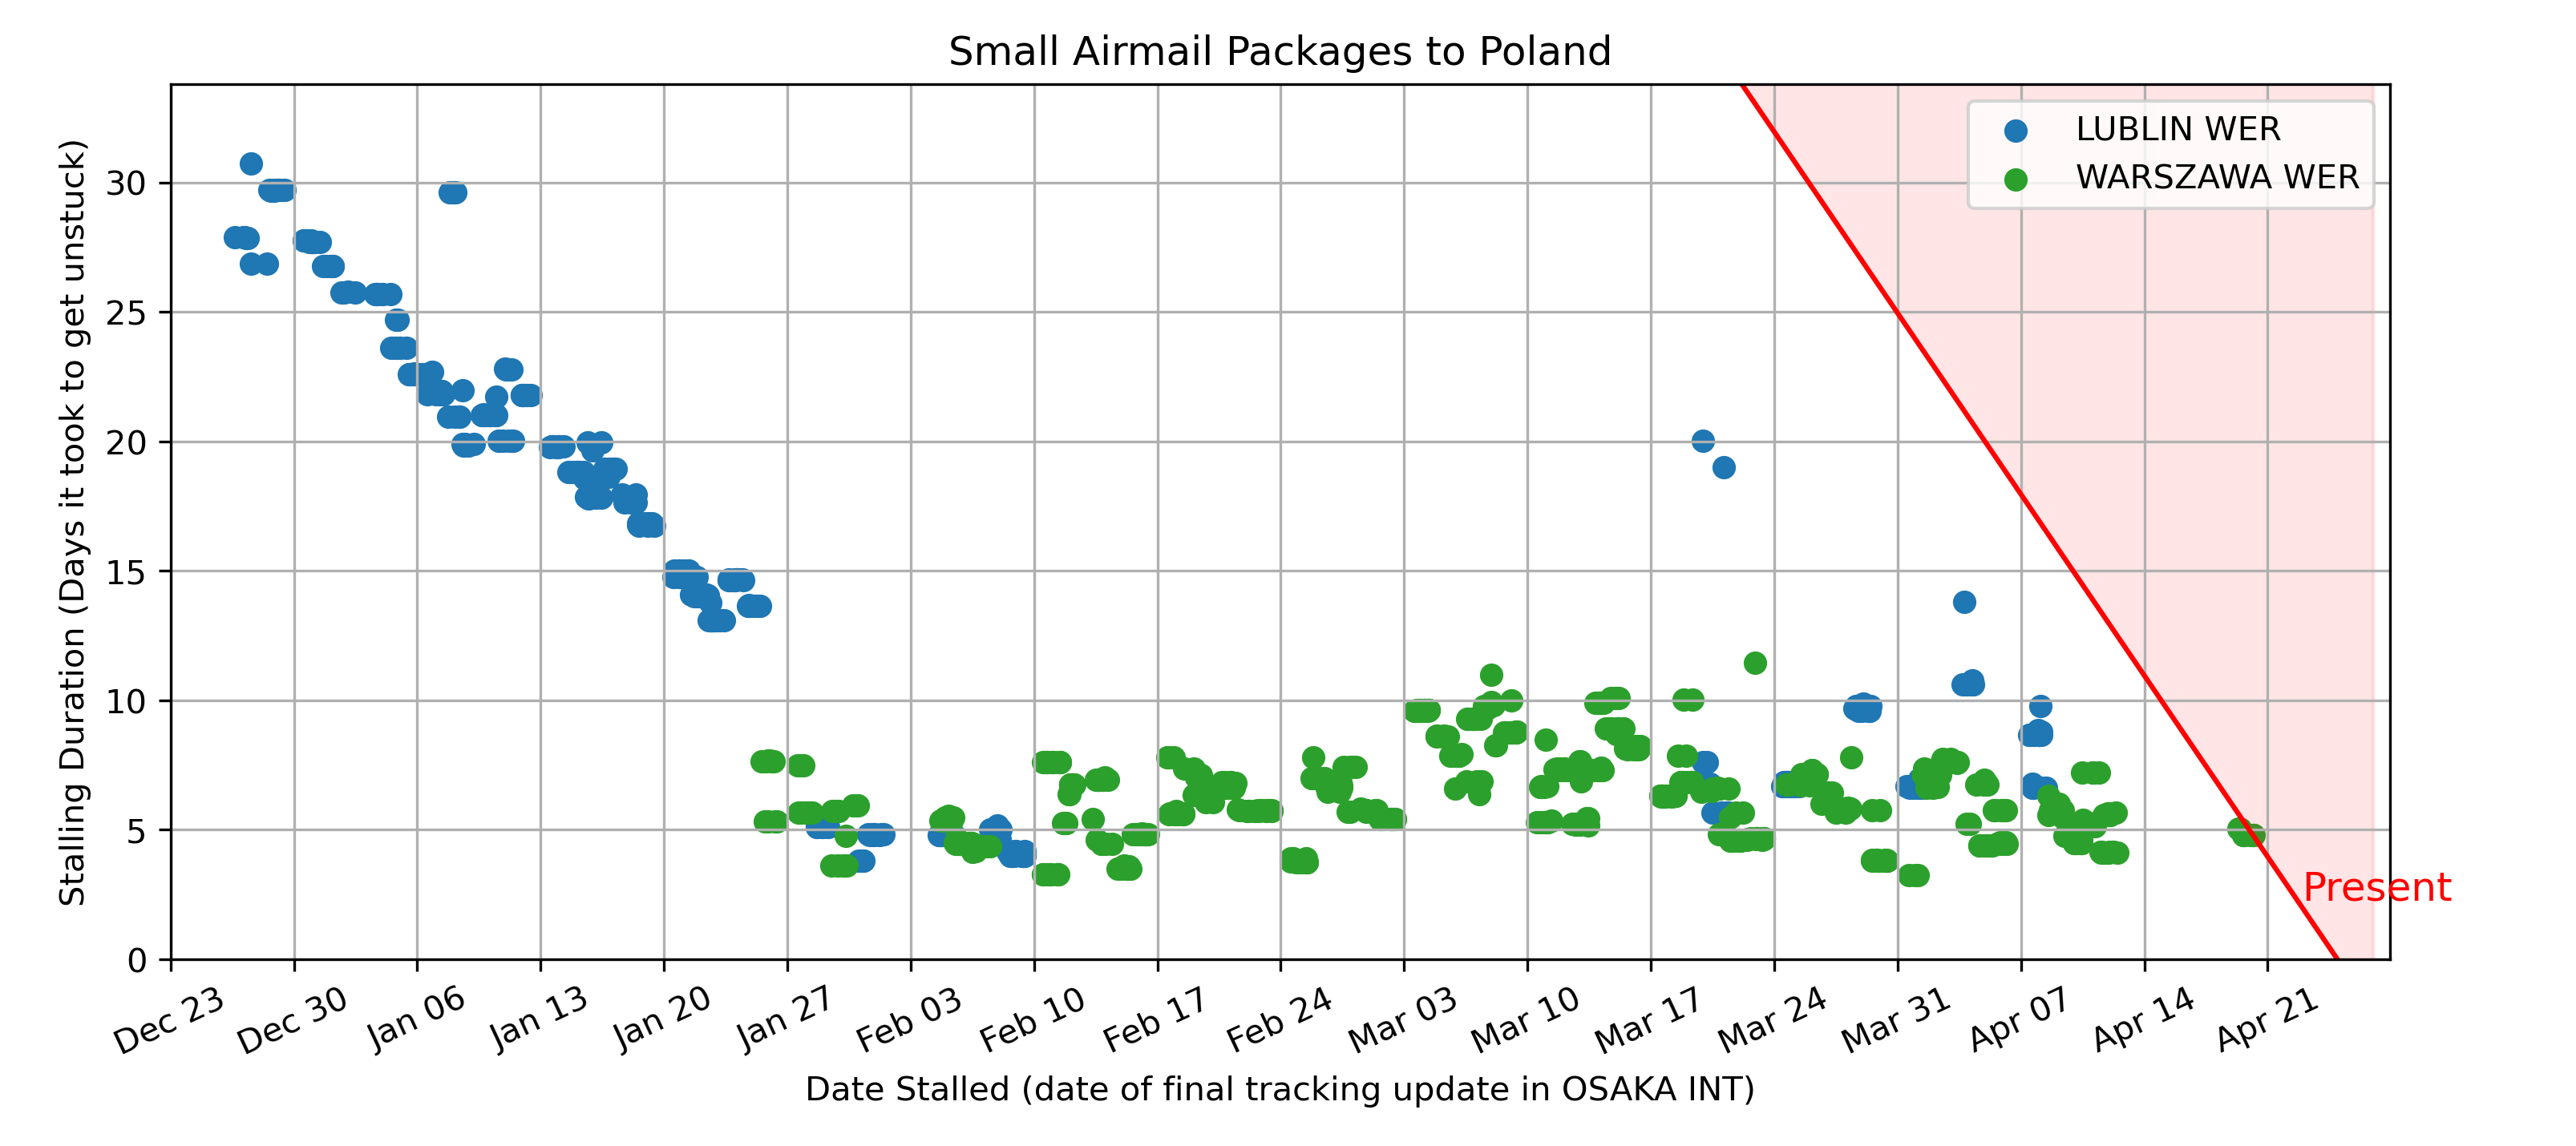 Small Airmail Packages to Poland
LUBLIN WER
WARSZAWA WER
Stalling Duration (Days it took to get unstuck)
30
25
20
15
10
5
0
Present
Dec 23
Dec 30
Jan 06
Jan 13
Jan 20
Jan 27
Feb 03
Feb 10
Feb 17
Feb 24
Mar 03
Mar 10
Mar 17
Mar 24
Mar 31
Apr 07
Apr 14
Apr 21
Date Stalled (date of final tracking update in OSAKA INT)